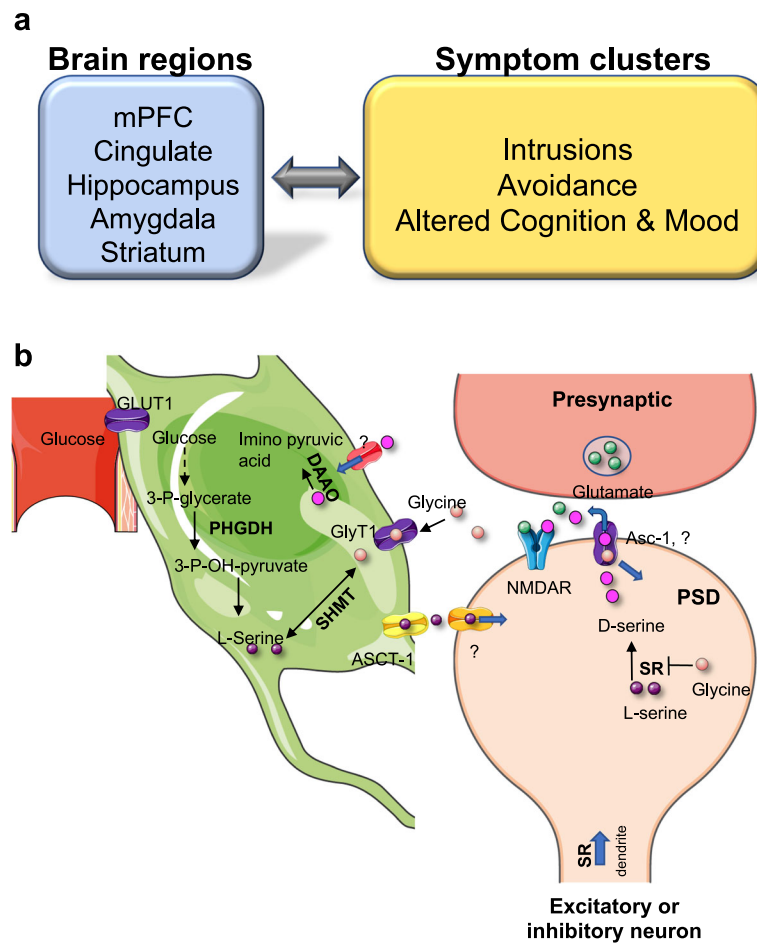 a
Brain regions
Symptom clusters
mPFC
Cingulate
Hippocampus
Amygdala
Striatum
Intrusions
Avoidance
Altered Cognition & Mood
b
GLUT1
Glucose
Glucose
3-P-glycerate
PHGDH
3-P-OH-pyruvate
L-Serine
SHMT
Imino pyruvic
acid
DAAO
?
GlyT1
Glycine
ASCT-1
?
Presynaptic
Glutamate
Asc-1, ?
NMDAR
PSD
D-serine
SR
Glycine
L-serine
SR
dendrite
Excitatory or
inhibitory neuron